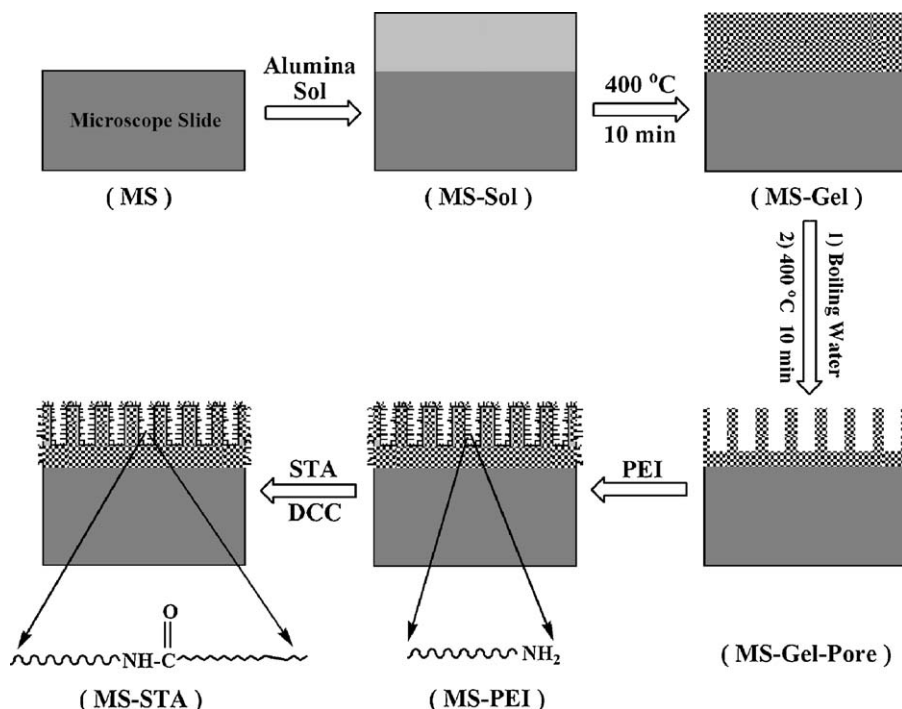 Microscope Slide
( MS )
Alumina
Sol
( MS-Sol )
400 °C
10 min
( MS-Gel )
1) Boiling Water
2) 400 °C 10 min
( MS-Gel-Pore )
PEI
NH2
( MS-PEI )
STA
DCC
O
NH-C
( MS-STA )